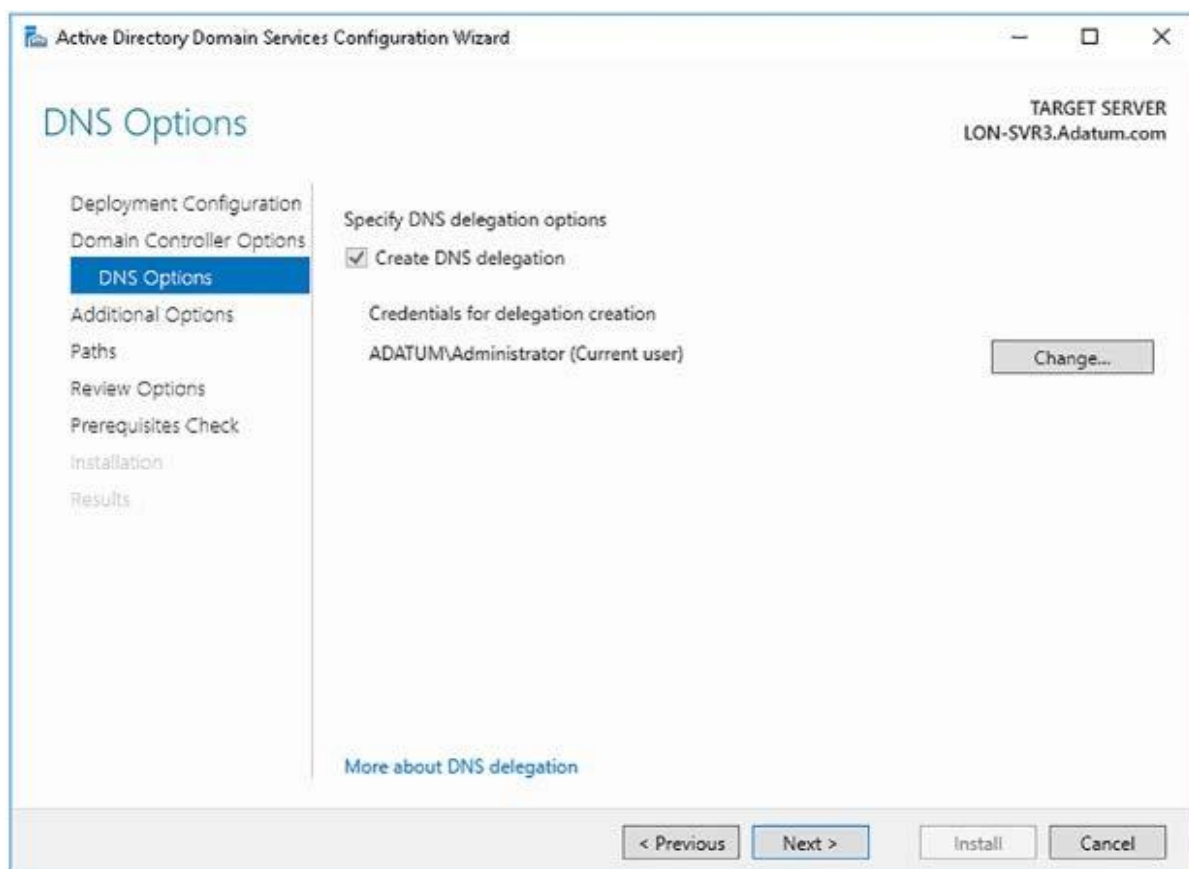 Active Directory Domain Services Configuration Wizard
DNS Options
TARGET SERVER
LON-SVR3.Adatum.com
Deployment Configuration
Domain Controller Options
DNS Options
Additional Options
Paths
Review Options
Prerequisites Check
Installation
Results
Specify DNS delegation options
Create DNS delegation
Credentials for delegation creation
ADATUM\Administrator (Current user)
Change...
More about DNS delegation
< Previous
Next >
Install
Cancel